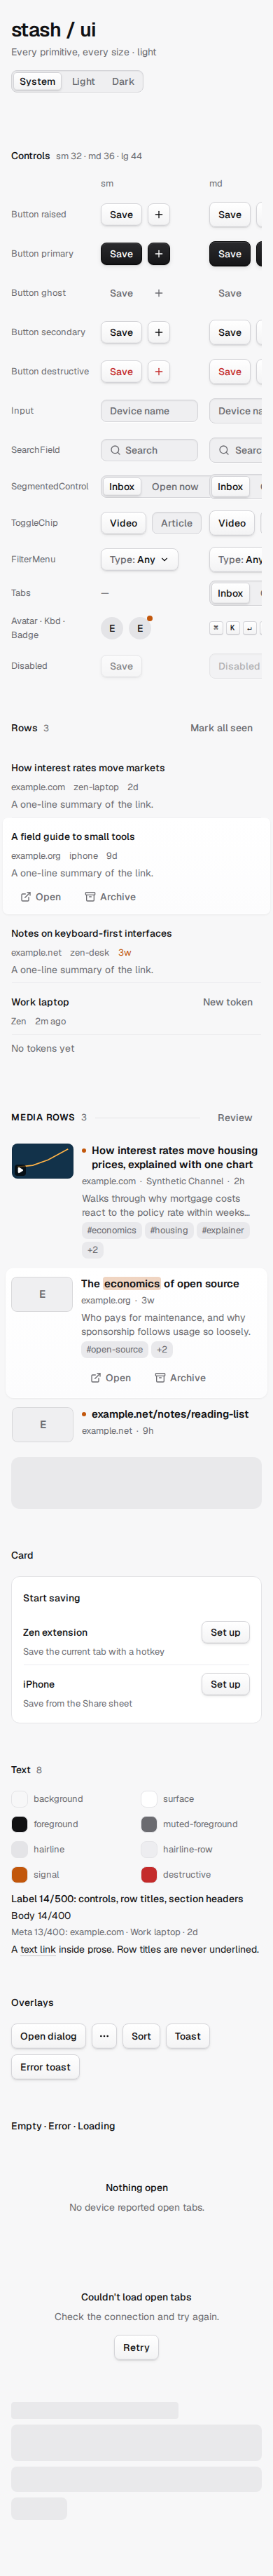 stash / ui
Every primitive, every size · light
System Light Dark
Controls sm 32 · md 36 · lg 44
sm md
Button raised Save + Save
Button primary Save + Save
Button ghost Save + Save
Button secondary Save + Save
Button destructive Save + Save
Input Device name Device na
SearchField Search Searc
SegmentedControl Inbox Open now Inbox
ToggleChip Video Article Video
FilterMenu Type: Any Type: Any
Tabs — Inbox
Avatar · Kbd · Badge E E ⌘ K ↵
Disabled Save Disabled
Rows 3 Mark all seen
How interest rates move markets
example.com zen-laptop 2d
A one-line summary of the link.
A field guide to small tools
example.org iphone 9d
A one-line summary of the link.
Open Archive
Notes on keyboard-first interfaces
example.net zen-desk 3w
A one-line summary of the link.
Work laptop New token
Zen 2m ago
No tokens yet
MEDIA ROWS 3 Review
How interest rates move housing
prices, explained with one chart
example.com · Synthetic Channel · 2h
Walks through why mortgage costs
react to the policy rate within weeks…
#economics #housing #explainer
+2
E The economics of open source
example.org · 3w
Who pays for maintenance, and why
sponsorship follows usage so loosely.
#open-source +2
Open Archive
E example.net/notes/reading-list
example.net · 9h
Card
Start saving
Zen extension Set up
Save the current tab with a hotkey
iPhone Set up
Save from the Share sheet
Text 8
background surface
foreground muted-foreground
hairline hairline-row
signal destructive
Label 14/500: controls, row titles, section headers
Body 14/400
Meta 13/400: example.com · Work laptop · 2d
A text link inside prose. Row titles are never underlined.
Overlays
Open dialog ··· Sort Toast
Error toast
Empty · Error · Loading
Nothing open
No device reported open tabs.
Couldn't load open tabs
Check the connection and try again.
Retry